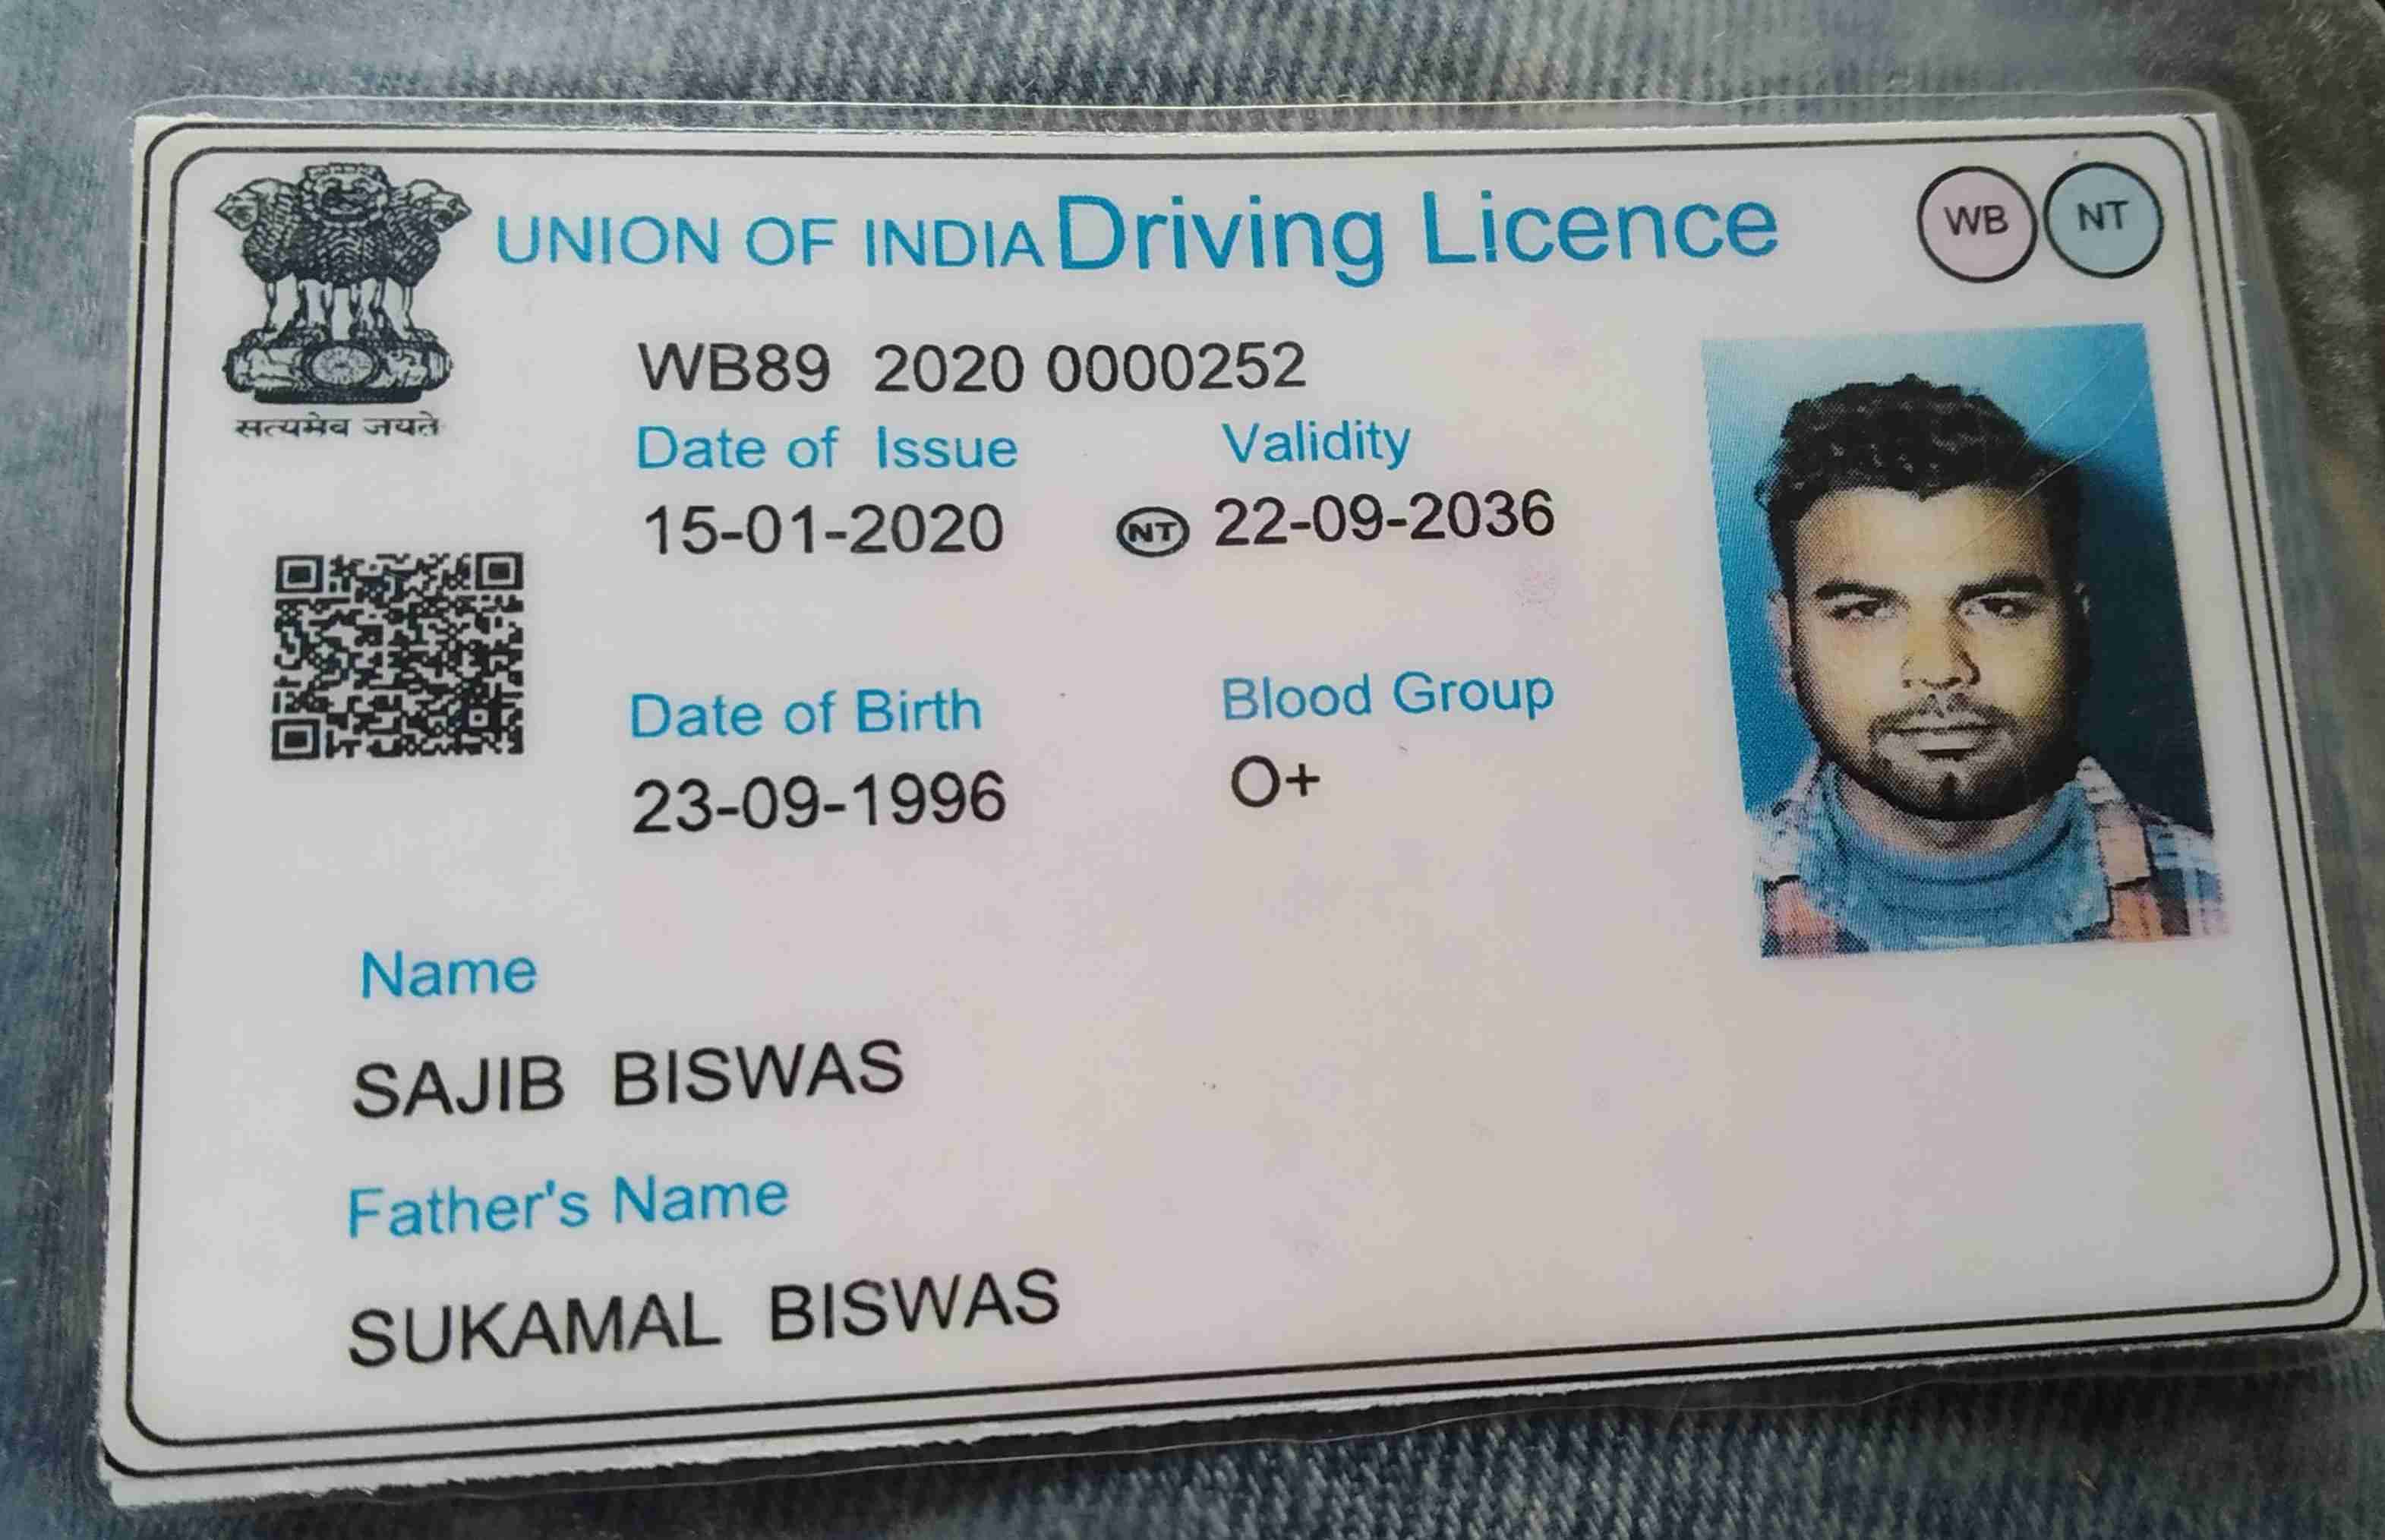 UNION OF INDIA Driving Licence
WB NT
सत्यमेव जयते
WB89 2020 0000252
Date of Issue Validity
15-01-2020 NT 22-09-2036
Date of Birth Blood Group
23-09-1996 O+
Name
SAJIB BISWAS
Father's Name
SUKAMAL BISWAS